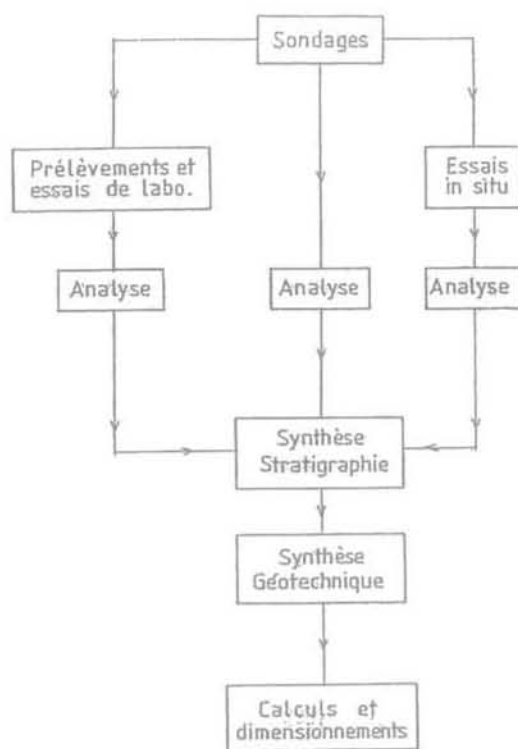 Sondages
Prélèvements et
essais de labo.
Essais
in situ
Analyse
Analyse
Analyse
Synthèse
Stratigraphie
Synthèse
Géotechnique
Calculs et
dimensionnements